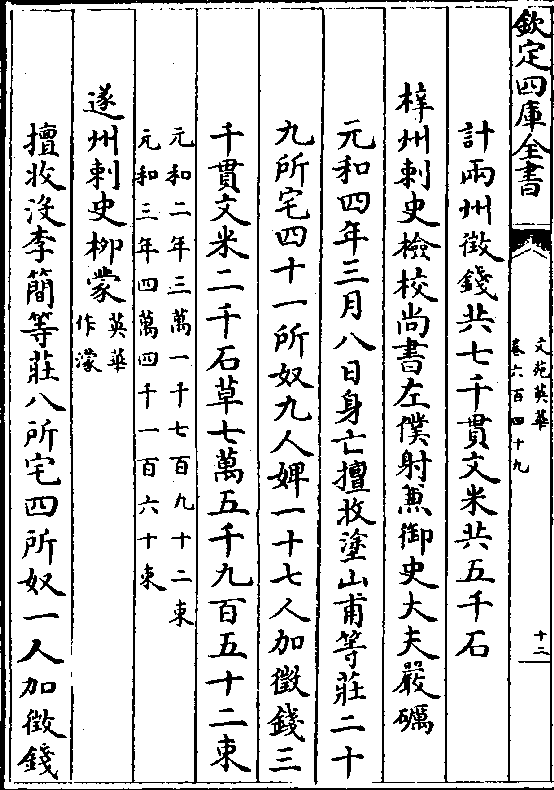 欽定四庫全書
文苑英華
卷六百四十九
十二
計兩州徵錢共七千貫文米共五千石
梓州刺史檢校尚書左僕射兼御史大夫嚴礪
元和四年三月八日身亡擅收塗山甫等莊二十
九所宅四十一所奴九人婢一十七人加徵錢三
千貫文米二千石草七萬五千九百五十二束
元和二年三萬一千七百九十二束
元和三年四萬四千一百六十束
遂州刺史柳蒙
英華
作濛
擅收沒李簡等莊八所宅四所奴一人加徵錢